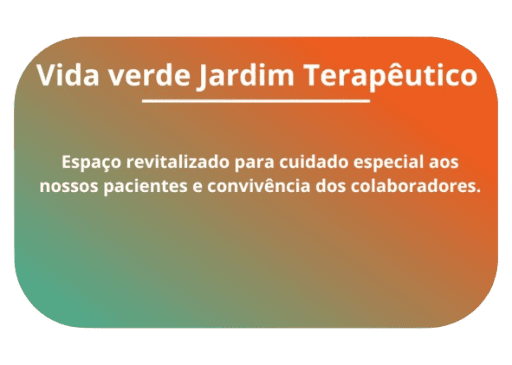 Vida verde Jardim Terapêutico
Espaço revitalizado para cuidado especial aos
nossos pacientes e convivência dos colaboradores.